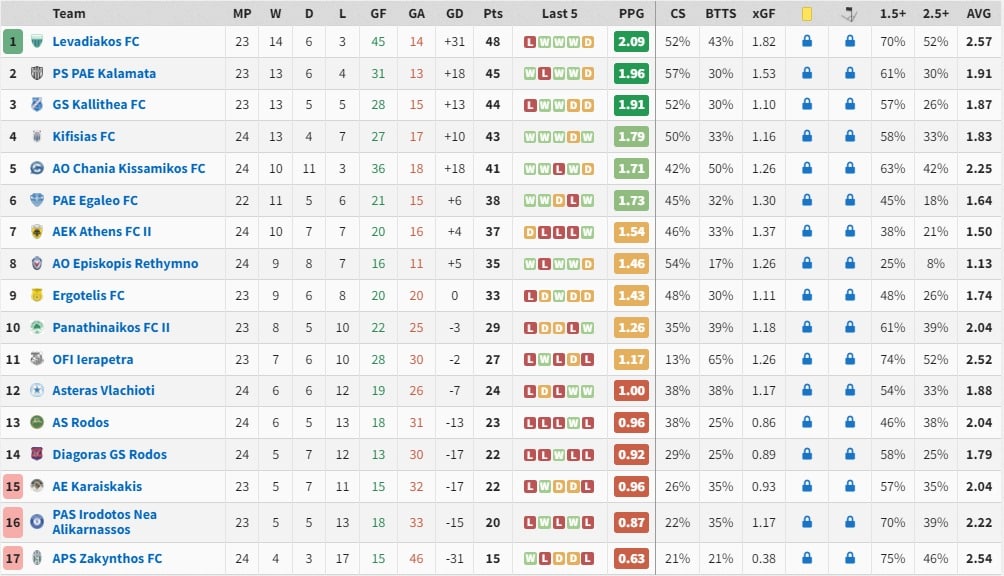 Team MP W D L GF GA GD Pts Last 5 PPG CS BTTS xGF 1.5+ 2.5+ AVG
1 Levadiakos FC 23 14 6 3 45 14 +31 48 L W W W D 2.09 52% 43% 1.82 70% 52% 2.57
2 PS PAE Kalamata 23 13 6 4 31 13 +18 45 W L W W D 1.96 57% 30% 1.53 61% 30% 1.91
3 GS Kallithea FC 23 13 5 5 28 15 +13 44 L W W D D 1.91 52% 30% 1.10 57% 26% 1.87
4 Kifisias FC 24 13 4 7 27 17 +10 43 W W W D W 1.79 50% 33% 1.16 58% 33% 1.83
5 AO Chania Kissamikos FC 24 10 11 3 36 18 +18 41 W W L W D 1.71 42% 50% 1.26 63% 42% 2.25
6 PAE Egaleo FC 22 11 5 6 21 15 +6 38 W W D L W 1.73 45% 32% 1.30 45% 18% 1.64
7 AEK Athens FC II 24 10 7 7 20 16 +4 37 D L L L W 1.54 46% 33% 1.37 38% 21% 1.50
8 AO Episkopis Rethymno 24 9 8 7 16 11 +5 35 W L W W D 1.46 54% 17% 1.26 25% 8% 1.13
9 Ergotelis FC 23 9 6 8 20 20 0 33 L D W D D 1.43 48% 30% 1.11 48% 26% 1.74
10 Panathinaikos FC II 23 8 5 10 22 25 -3 29 L D D L W 1.26 35% 39% 1.18 61% 39% 2.04
11 OFI Ierapetra 23 7 6 10 28 30 -2 27 L W L D L 1.17 13% 65% 1.26 74% 52% 2.52
12 Asteras Vlachioti 24 6 6 12 19 26 -7 24 L D L W W 1.00 38% 38% 1.17 54% 33% 1.88
13 AS Rodos 24 6 5 13 18 31 -13 23 L L L W L 0.96 38% 25% 0.86 46% 38% 2.04
14 Diagoras GS Rodos 24 5 7 12 13 30 -17 22 L L W L L 0.92 29% 25% 0.89 58% 25% 1.79
15 AE Karaiskakis 23 5 7 11 15 32 -17 22 L W D D L 0.96 26% 35% 0.93 57% 35% 2.04
16 PAS Irodotos Nea
Alikarnassos 23 5 5 13 18 33 -15 20 L W L W L 0.87 22% 35% 1.17 70% 39% 2.22
17 APS Zakynthos FC 24 4 3 17 15 46 -31 15 W L D D L 0.63 21% 21% 0.38 75% 46% 2.54